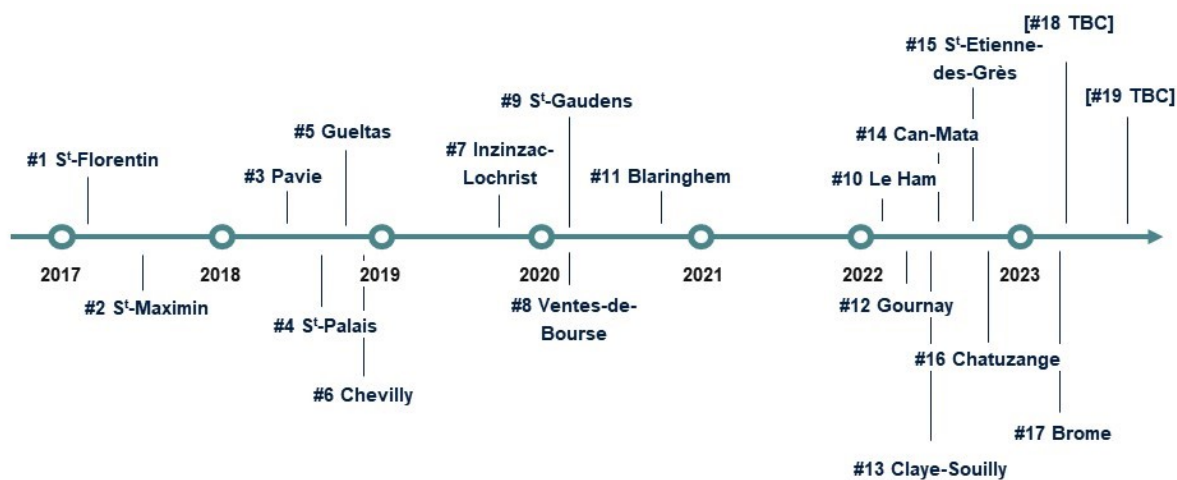 [#18 TBC]
#15 Sᵗ-Etienne-
des-Grès
[#19 TBC]
#9 Sᵗ-Gaudens
#5 Gueltas
#14 Can-Mata
#7 Inzinzac-
Lochrist
#1 Sᵗ-Florentin
#3 Pavie
#11 Blaringhem
#10 Le Ham
2017
2018
2019
2020
2021
2022
2023
#2 Sᵗ-Maximin
#4 Sᵗ-Palais
#8 Ventes-de-
Bourse
#12 Gournay
#16 Chatuzange
#6 Chevilly
#17 Brome
#13 Claye-Souilly